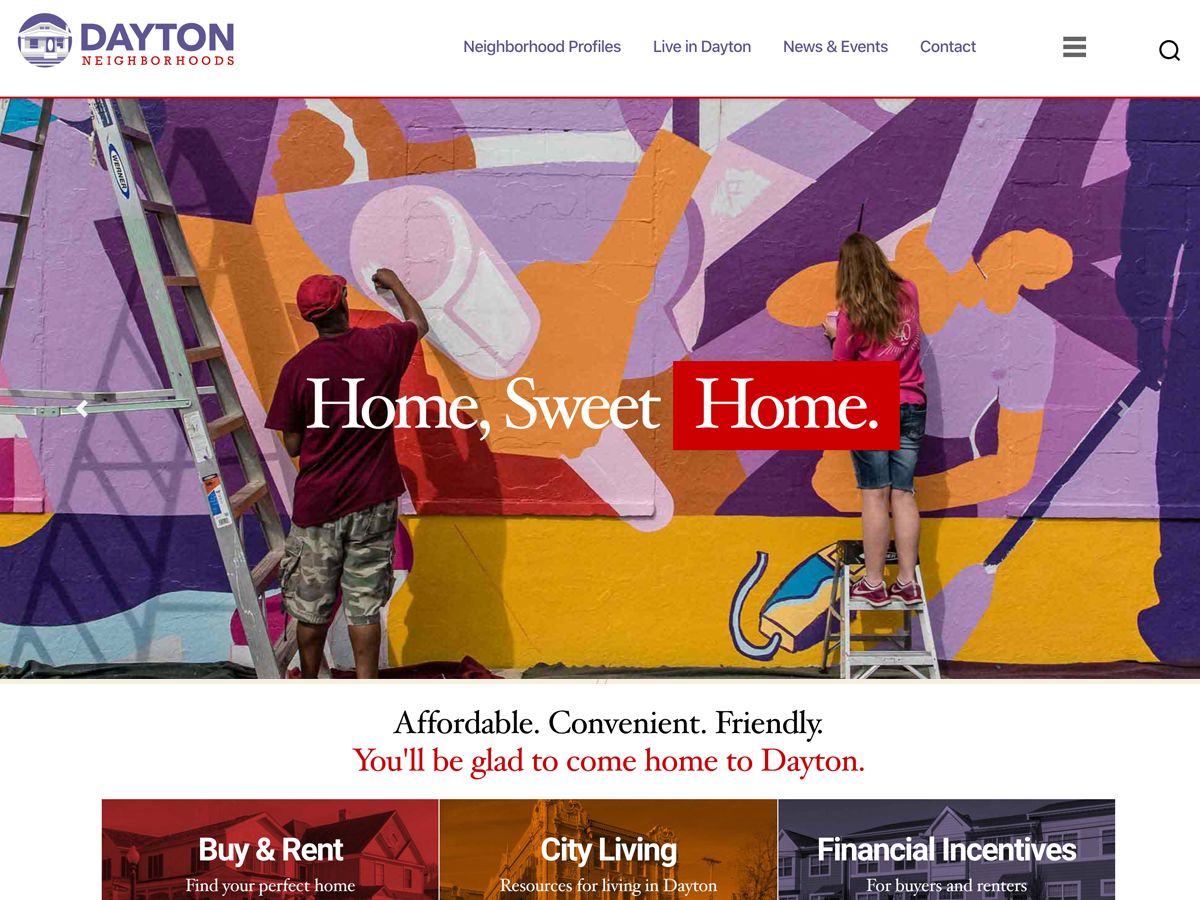 DAYTON
NEIGHBORHOODS
Neighborhood Profiles Live in Dayton News & Events Contact
WERNER
Home, Sweet Home.
Affordable. Convenient. Friendly.
You'll be glad to come home to Dayton.
Buy & Rent City Living Financial Incentives
Find your perfect home Resources for living in Dayton For buyers and renters